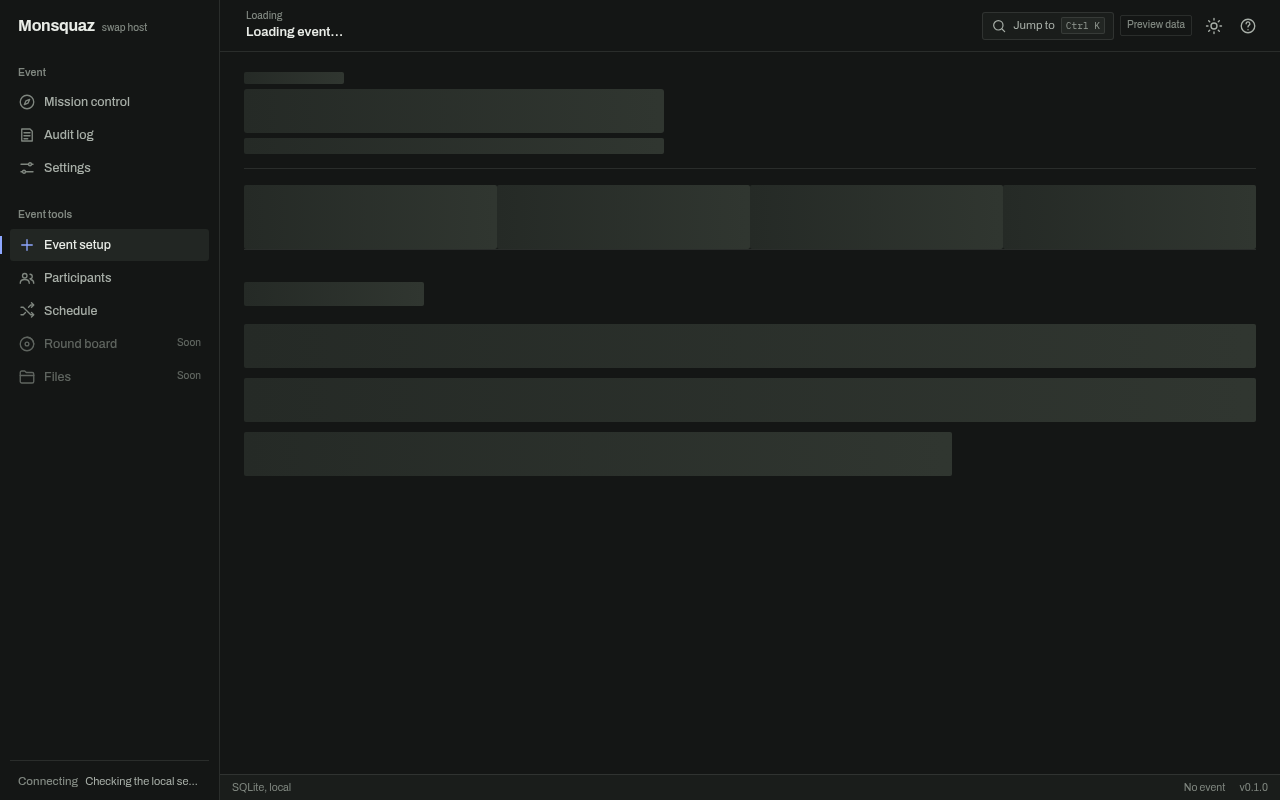 Monsquaz swap host
Event
Mission control
Audit log
Settings
Event tools
Event setup
Participants
Schedule
Round board Soon
Files Soon
Connecting Checking the local se...
Loading
Loading event...
Jump to Ctrl K
Preview data
SQLite, local
No event v0.1.0